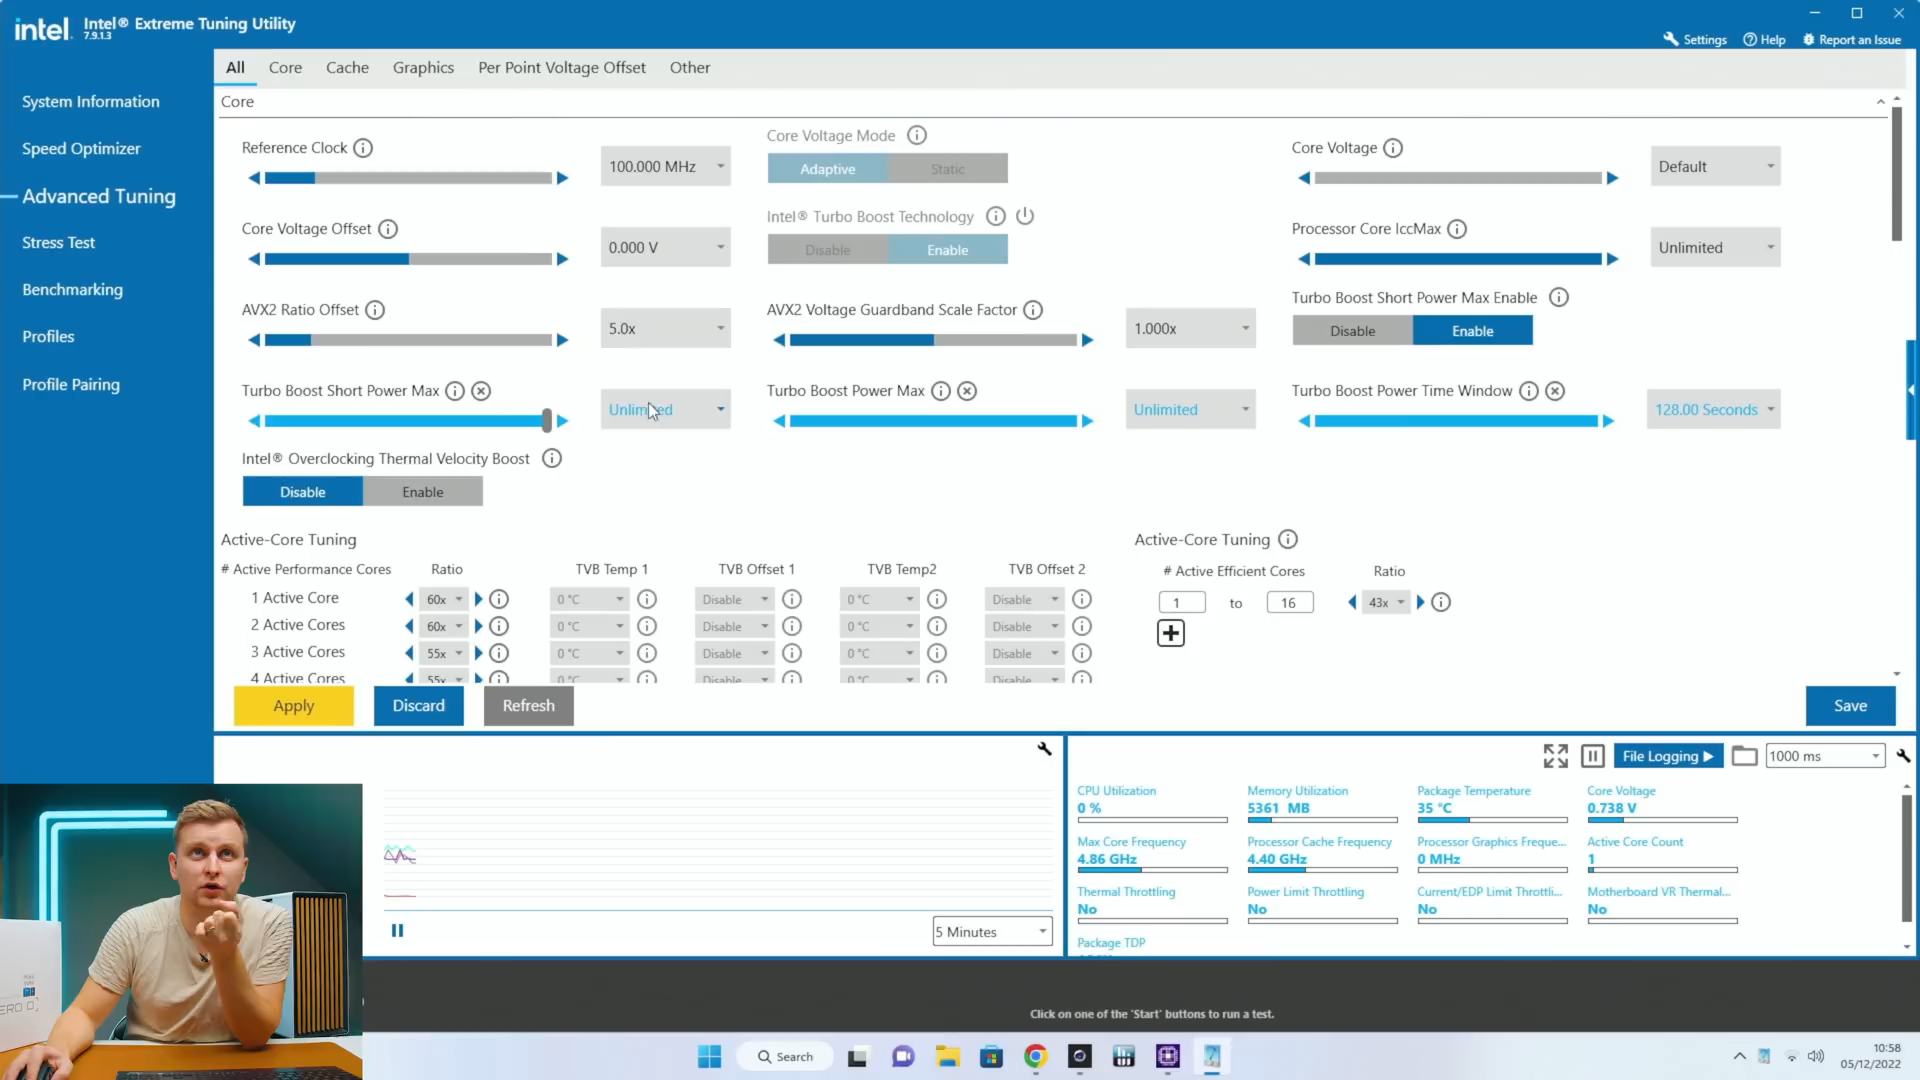 intel.
Intel® Extreme Tuning Utility
7.9.1.3
Settings
Help
Report an Issue
System Information
Speed Optimizer
Advanced Tuning
Stress Test
Benchmarking
Profiles
Profile Pairing
All Core Cache Graphics Per Point Voltage Offset Other
Core
Reference Clock
100.000 MHz
Core Voltage Mode
Adaptive Static
Core Voltage
Default
Core Voltage Offset
0.000 V
Intel® Turbo Boost Technology
Disable Enable
Processor Core IccMax
Unlimited
AVX2 Ratio Offset
5.0x
AVX2 Voltage Guardband Scale Factor
1.000x
Turbo Boost Short Power Max Enable
Disable Enable
Turbo Boost Short Power Max
Unlimited
Turbo Boost Power Max
Unlimited
Turbo Boost Power Time Window
128.00 Seconds
Intel® Overclocking Thermal Velocity Boost
Disable Enable
Active-Core Tuning
# Active Performance Cores Ratio TVB Temp 1 TVB Offset 1 TVB Temp2 TVB Offset 2
1 Active Core 60x 0 °C Disable 0 °C Disable
2 Active Cores 60x 0 °C Disable 0 °C Disable
3 Active Cores 55x 0 °C Disable 0 °C Disable
4 Active Cores 55x 0 °C Disable 0 °C Disable
Active-Core Tuning
# Active Efficient Cores Ratio
1 to 16 43x
Apply Discard Refresh Save
5 Minutes
File Logging
1000 ms
CPU Utilization
0 %
Memory Utilization
5361 MB
Package Temperature
35 °C
Core Voltage
0.738 V
Max Core Frequency
4.86 GHz
Processor Cache Frequency
4.40 GHz
Processor Graphics Freque...
0 MHz
Active Core Count
1
Thermal Throttling
No
Power Limit Throttling
No
Current/EDP Limit Throttli...
No
Motherboard VR Thermal...
No
Package TDP
Click on one of the 'Start' buttons to run a test.
Search
10:58
05/12/2022